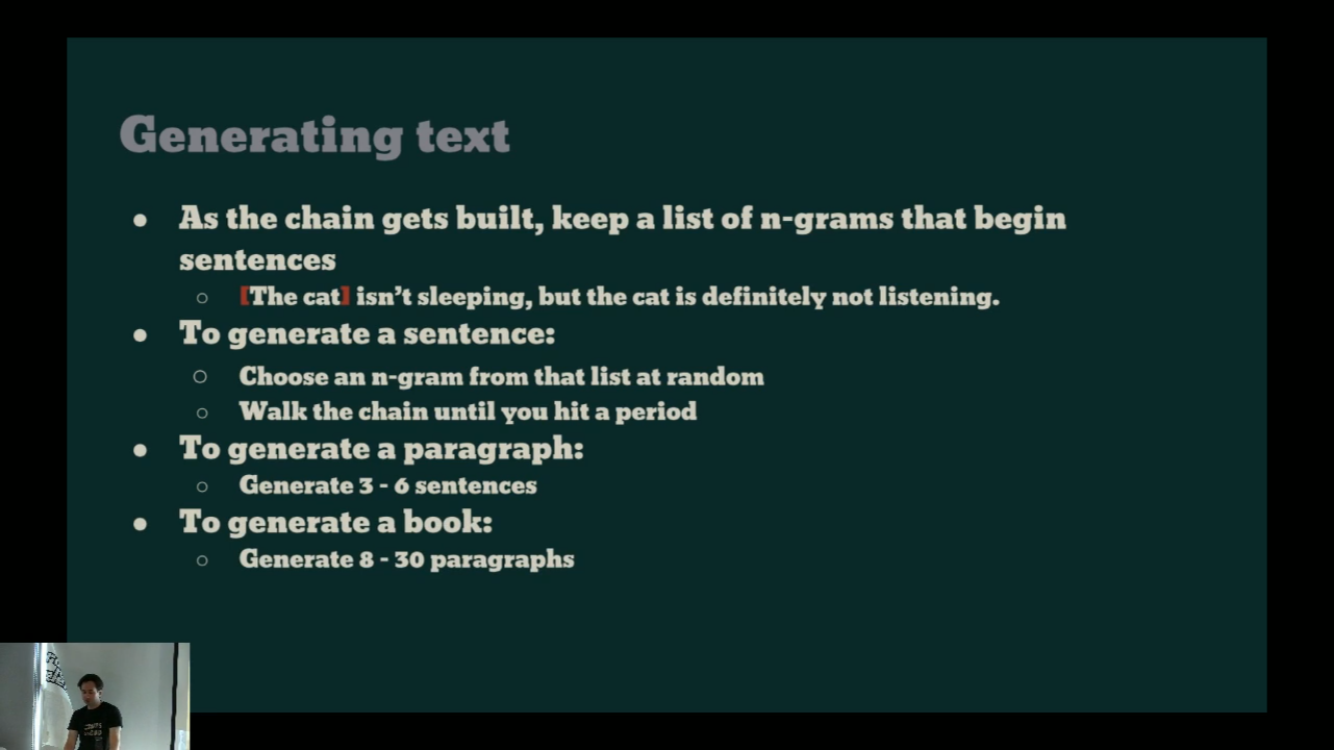 Generating text
As the chain gets built, keep a list of n-grams that begin
sentences
[The cat] isn't sleeping, but the cat is definitely not listening.
To generate a sentence:
Choose an n-gram from that list at random
Walk the chain until you hit a period
To generate a paragraph:
Generate 3 - 6 sentences
To generate a book:
Generate 8 - 30 paragraphs